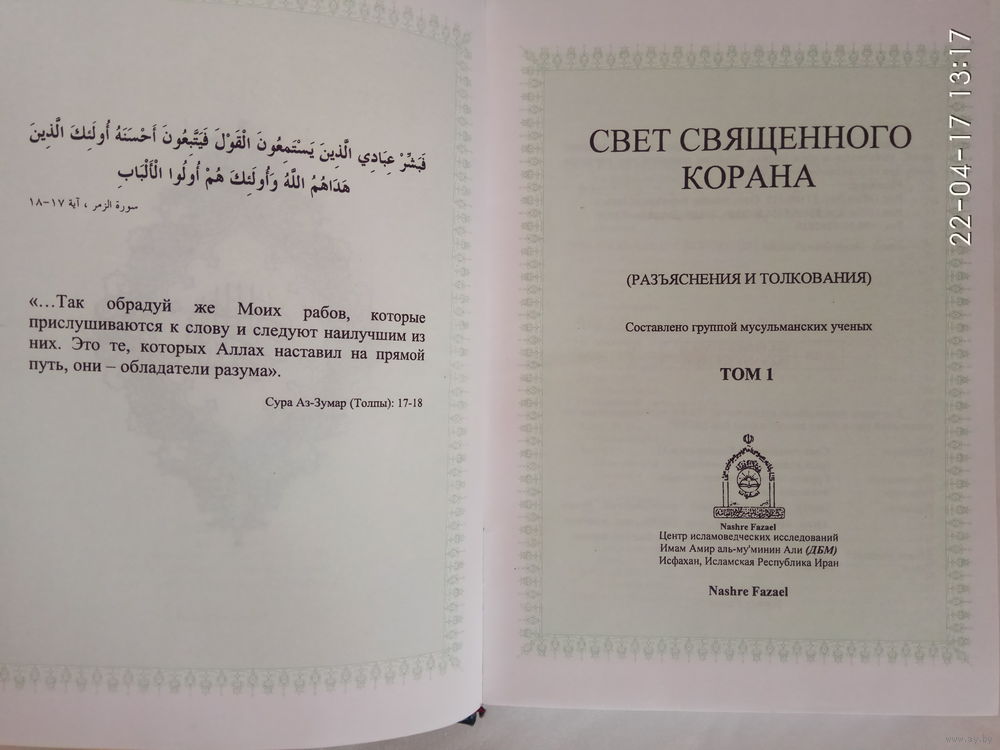 فَبَشِّرْ عِبَادِي الَّذِينَ يَسْتَمِعُونَ الْقَوْلَ فَيَتَّبِعُونَ أَحْسَنَهُ أُولَئِكَ الَّذِينَ
هَدَاهُمُ اللَّهُ وَأُولَئِكَ هُمْ أُولُوا الْأَلْبَابِ
سورة الزمر ، آية ١٧–١٨
«…Так обрадуй же Моих рабов, которые
прислушиваются к слову и следуют наилучшим из
них. Это те, которых Аллах наставил на прямой
путь, они – обладатели разума».
Сура Аз-Зумар (Толпы): 17-18
СВЕТ СВЯЩЕННОГО
КОРАНА
(РАЗЪЯСНЕНИЯ И ТОЛКОВАНИЯ)
Составлено группой мусульманских ученых
ТОМ 1
Nashre Fazael
Центр исламоведческих исследований
Имам Амир аль-му'минин Али (ДБМ)
Исфахан, Исламская Республика Иран
Nashre Fazael
22-04-17 13:17
www.ay.by